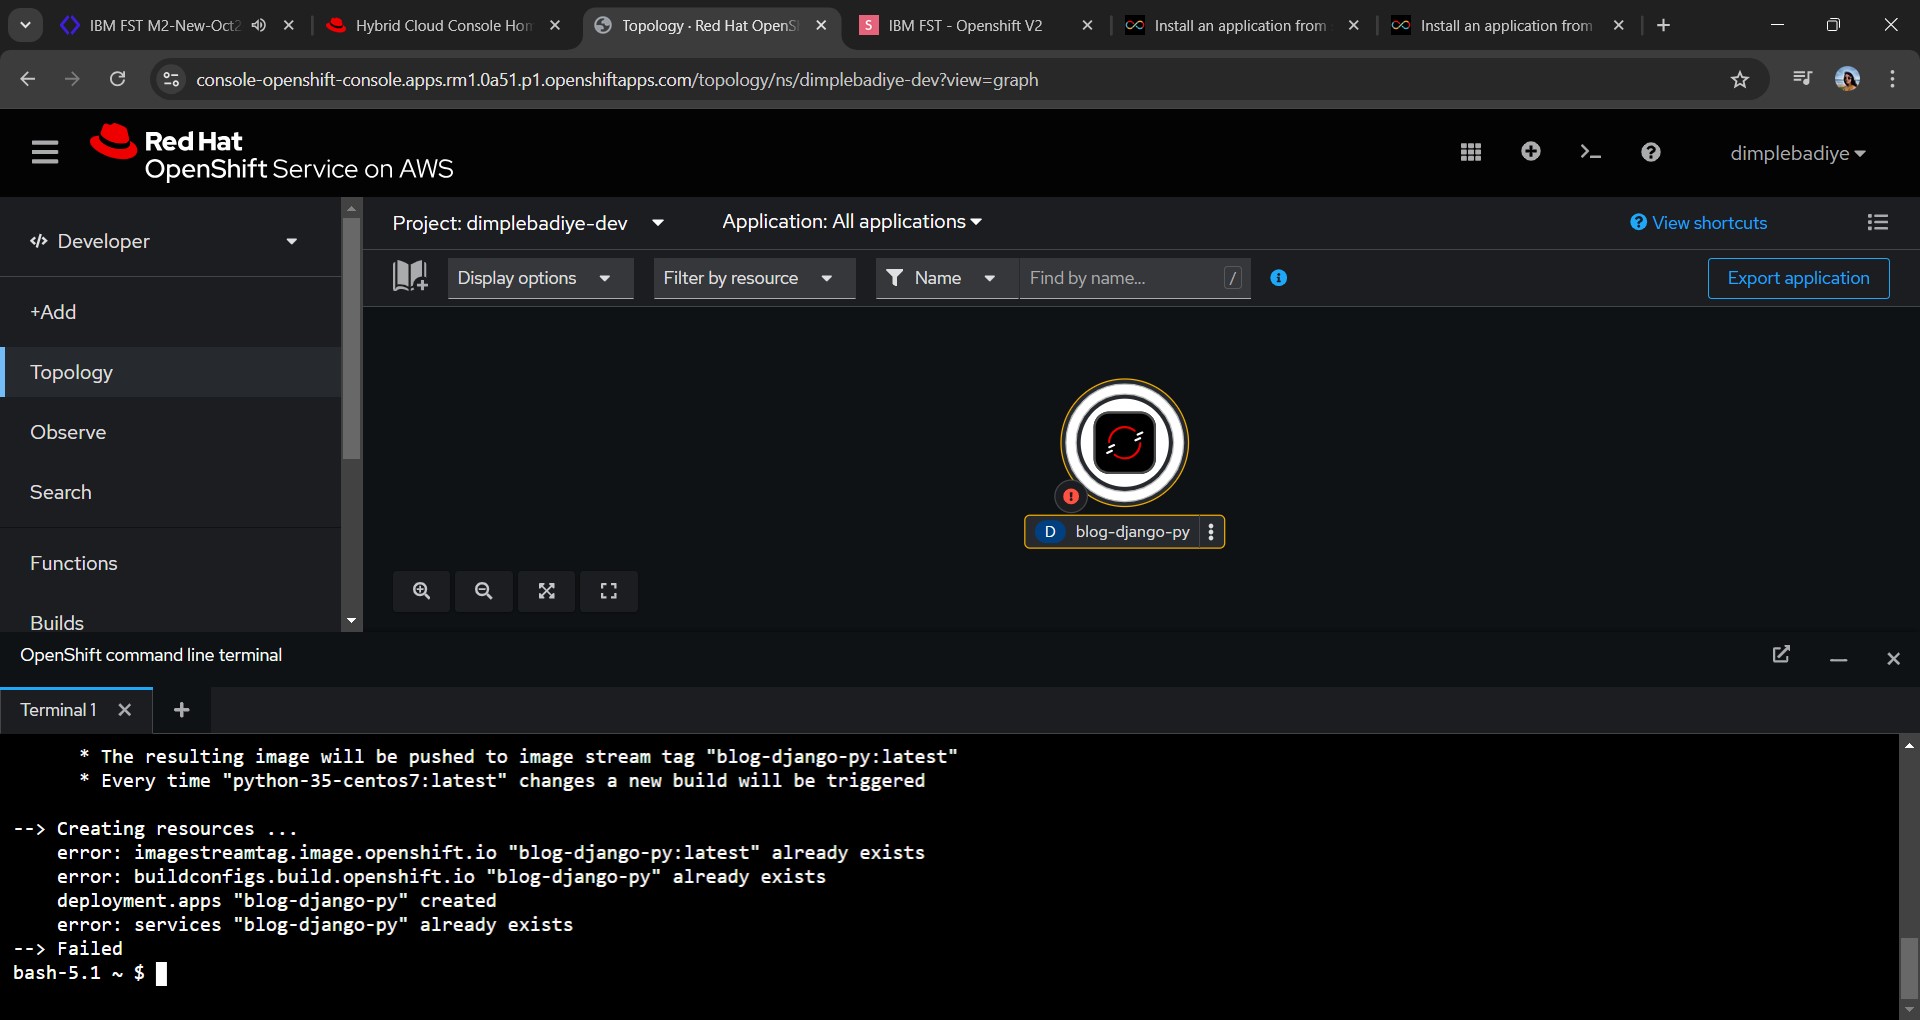 IBM FST M2-New-Oct2
Hybrid Cloud Console Hom
Topology · Red Hat OpenS
S IBM FST - Openshift V2
Install an application from
Install an application from
console-openshift-console.apps.rm1.0a51.p1.openshiftapps.com/topology/ns/dimplebadiye-dev?view=graph
Red Hat
OpenShift Service on AWS
dimplebadiye
Developer
+Add
Topology
Observe
Search
Functions
Builds
Project: dimplebadiye-dev
Application: All applications
View shortcuts
Display options
Filter by resource
Name
Find by name...
/
Export application
D blog-django-py
OpenShift command line terminal
Terminal 1
* The resulting image will be pushed to image stream tag "blog-django-py:latest"
* Every time "python-35-centos7:latest" changes a new build will be triggered
--> Creating resources ...
error: imagestreamtag.image.openshift.io "blog-django-py:latest" already exists
error: buildconfigs.build.openshift.io "blog-django-py" already exists
deployment.apps "blog-django-py" created
error: services "blog-django-py" already exists
--> Failed
bash-5.1 ~ $